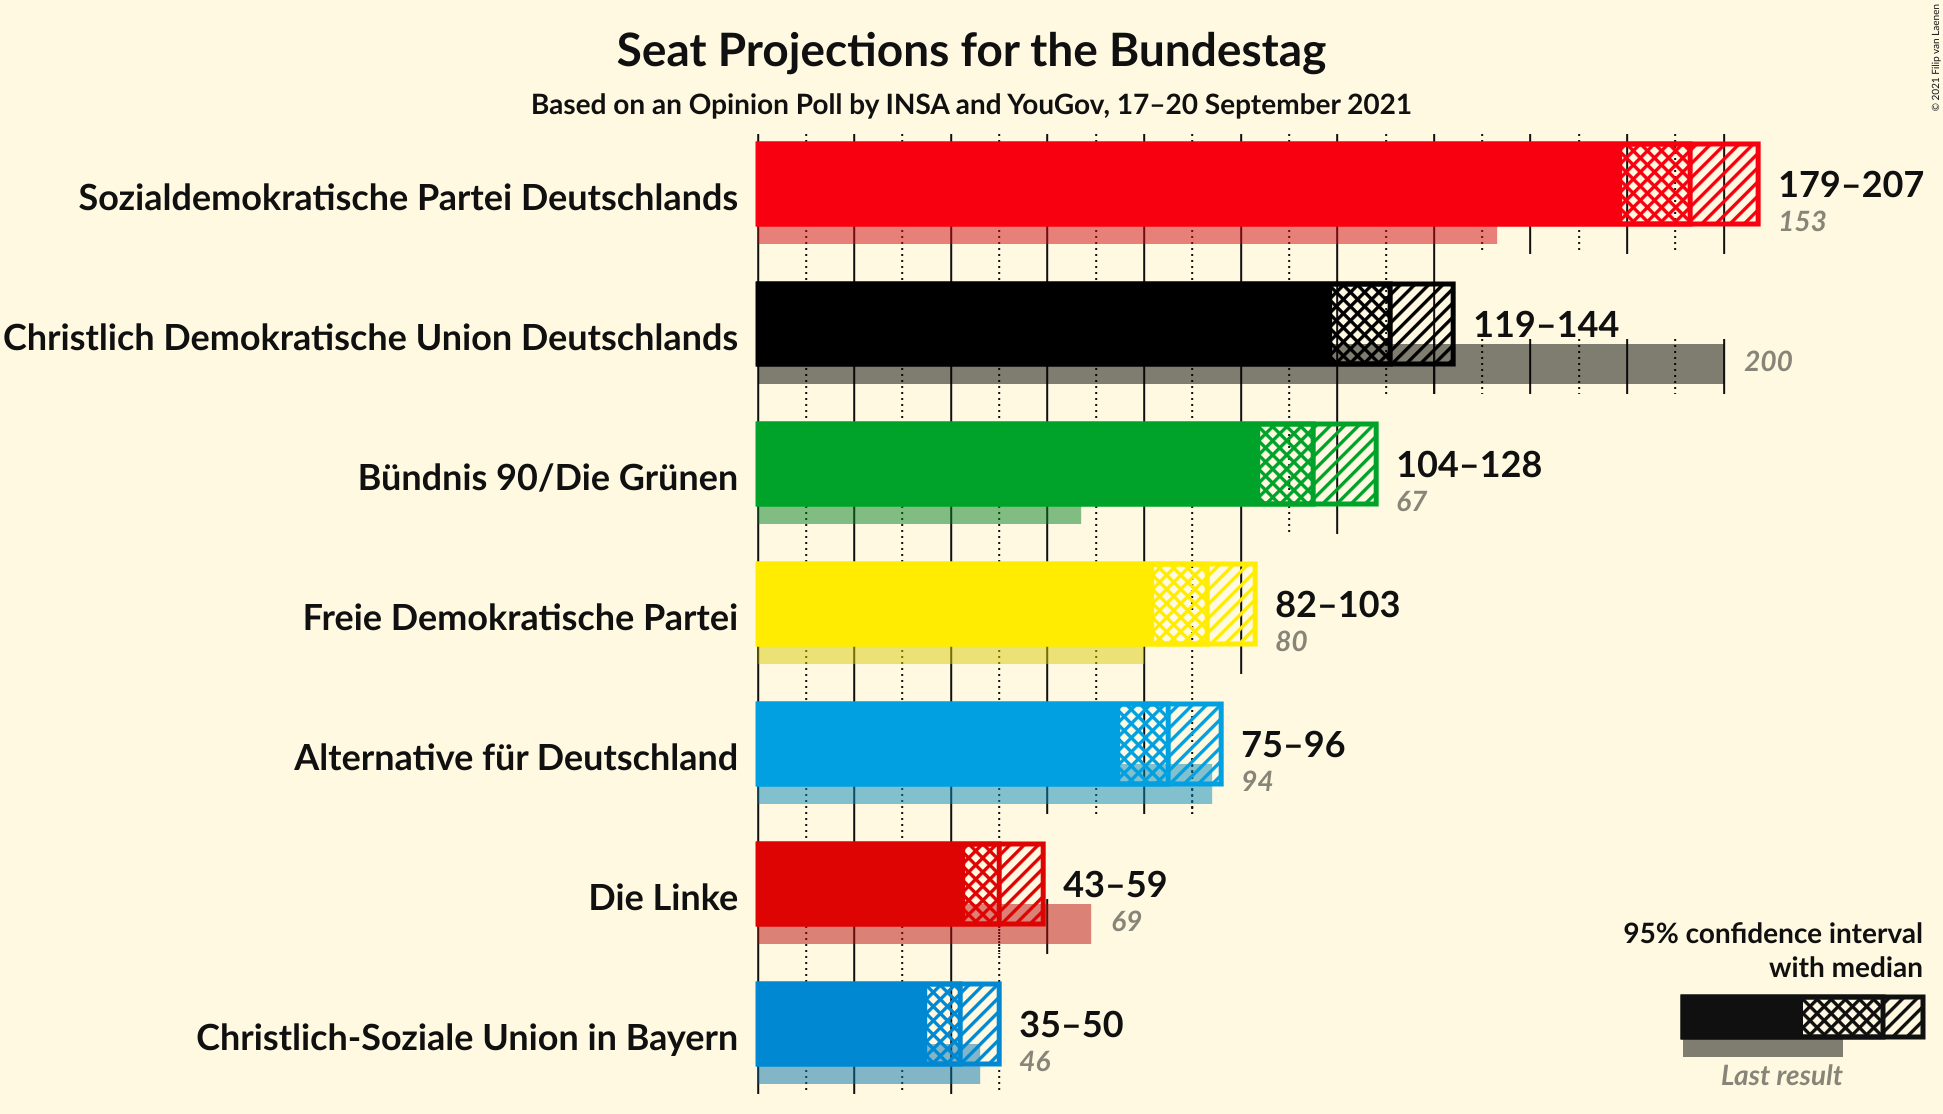 Seat Projections for the Bundestag
Based on an Opinion Poll by INSA and YouGov, 17–20 September 2021
© 2021 Filip van Laenen
Sozialdemokratische Partei Deutschlands
179–207
153
Christlich Demokratische Union Deutschlands
119–144
200
Bündnis 90/Die Grünen
104–128
67
Freie Demokratische Partei
82–103
80
Alternative für Deutschland
75–96
94
Die Linke
43–59
69
Christlich-Soziale Union in Bayern
35–50
46
95% confidence interval
with median
Last result